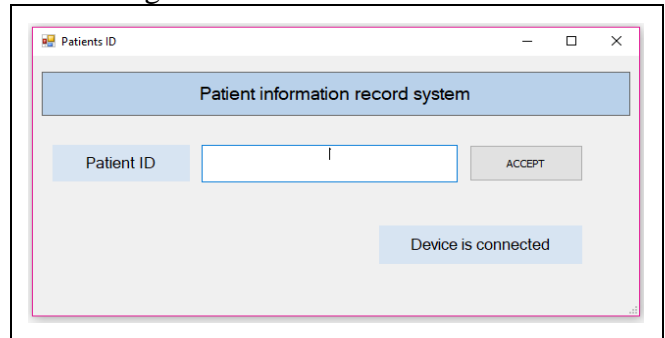 Patients ID
Patient information record system
Patient ID
ACCEPT
Device is connected